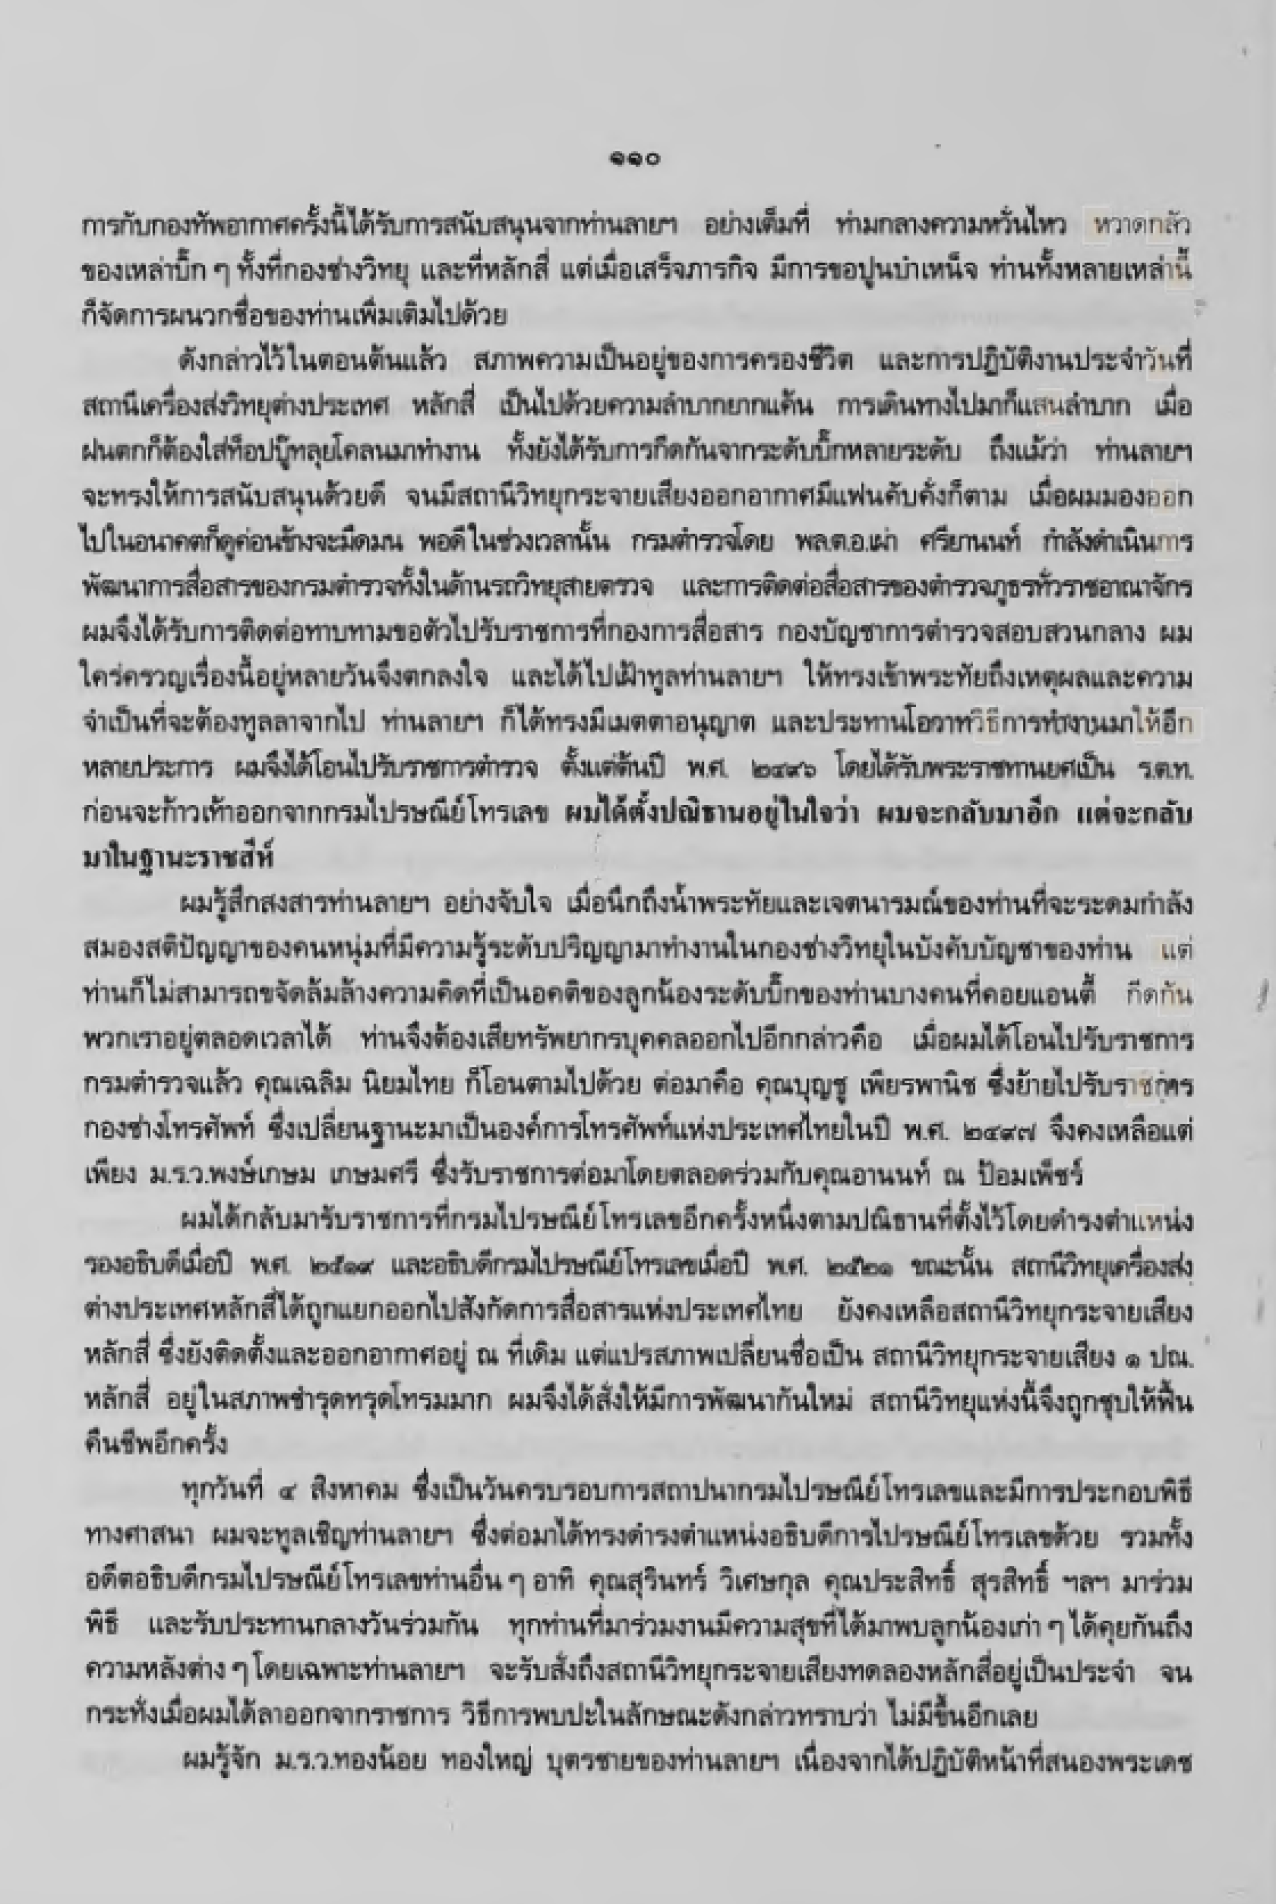 ๑๑๐
การกับกองทัพอากาศครั้งนี้ได้รับการสนับสนุนจากท่านลายฯ อย่างเต็มที่ ท่ามกลางความหวั่นไหว หวาดกลัว
ของเหล่าบิ๊ก ๆ ทั้งที่กองช่างวิทยุ และที่หลักสี่ แต่เมื่อเสร็จภารกิจ มีการขอปูนบำเหน็จ ท่านทั้งหลายเหล่านี้
ก็จัดการผนวกชื่อของท่านเพิ่มเติมไปด้วย
ดังกล่าวไว้ในตอนต้นแล้ว สภาพความเป็นอยู่ของการครองชีวิต และการปฏิบัติงานประจำวันที่
สถานีเครื่องส่งวิทยุต่างประเทศ หลักสี่ เป็นไปด้วยความลำบากยากแค้น การเดินทางไปมาก็แสนลำบาก เมื่อ
ฝนตกก็ต้องใส่ท็อปบู๊ทลุยโคลนมาทำงาน ทั้งยังได้รับการกีดกันจากระดับบิ๊กหลายระดับ ถึงแม้ว่า ท่านลายฯ
จะทรงให้การสนับสนุนด้วยดี จนมีสถานีวิทยุกระจายเสียงออกอากาศมีแฟนคับคั่งก็ตาม เมื่อผมมองออก
ไปในอนาคตก็ดูค่อนข้างจะมืดมน พอดีในช่วงเวลานั้น กรมตำรวจโดย พล.ต.อ.เผ่า ศรียานนท์ กำลังดำเนินการ
พัฒนาการสื่อสารของกรมตำรวจทั้งในด้านรถวิทยุสายตรวจ และการติดต่อสื่อสารของตำรวจภูธรทั่วราชอาณาจักร
ผมจึงได้รับการติดต่อทาบทามขอตัวไปรับราชการที่กองการสื่อสาร กองบัญชาการตำรวจสอบสวนกลาง ผม
ใคร่ครวญเรื่องนี้อยู่หลายวันจึงตกลงใจ และได้ไปเฝ้าทูลท่านลายฯ ให้ทรงเข้าพระทัยถึงเหตุผลและความ
จำเป็นที่จะต้องทูลลาจากไป ท่านลายฯ ก็ได้ทรงมีเมตตาอนุญาต และประทานโอวาทวิธีการทำงานมาให้อีก
หลายประการ ผมจึงได้โอนไปรับราชการตำรวจ ตั้งแต่ต้นปี พ.ศ. ๒๔๙๖ โดยได้รับพระราชทานยศเป็น ร.ต.ท.
ก่อนจะก้าวเท้าออกจากกรมไปรษณีย์โทรเลข ผมได้ตั้งปณิธานอยู่ในใจว่า ผมจะกลับมาอีก แต่จะกลับ
มาในฐานะราชสีห์
ผมรู้สึกสงสารท่านลายฯ อย่างจับใจ เมื่อนึกถึงน้ำพระทัยและเจตนารมณ์ของท่านที่จะระดมกำลัง
สมองสติปัญญาของคนหนุ่มที่มีความรู้ระดับปริญญามาทำงานในกองช่างวิทยุในบังคับบัญชาของท่าน แต่
ท่านก็ไม่สามารถขจัดล้มล้างความคิดที่เป็นอคติของลูกน้องระดับบิ๊กของท่านบางคนที่คอยแอนตี้ กีดกัน
พวกเราอยู่ตลอดเวลาได้ ท่านจึงต้องเสียทรัพยากรบุคคลออกไปอีกกล่าวคือ เมื่อผมได้โอนไปรับราชการ
กรมตำรวจแล้ว คุณเฉลิม นิยมไทย ก็โอนตามไปด้วย ต่อมาคือ คุณบุญชู เพียรพานิช ซึ่งย้ายไปรับราชการ
กองช่างโทรศัพท์ ซึ่งเปลี่ยนฐานะมาเป็นองค์การโทรศัพท์แห่งประเทศไทยในปี พ.ศ. ๒๔๙๗ จึงคงเหลือแต่
เพียง ม.ร.ว.พงษ์เกษม เกษมศรี ซึ่งรับราชการต่อมาโดยตลอดร่วมกับคุณอานนท์ ณ ป้อมเพ็ชร์
ผมได้กลับมารับราชการที่กรมไปรษณีย์โทรเลขอีกครั้งหนึ่งตามปณิธานที่ตั้งไว้โดยดำรงตำแหน่ง
รองอธิบดีเมื่อปี พ.ศ. ๒๕๑๙ และอธิบดีกรมไปรษณีย์โทรเลขเมื่อปี พ.ศ. ๒๕๒๑ ขณะนั้น สถานีวิทยุเครื่องส่ง
ต่างประเทศหลักสี่ได้ถูกแยกออกไปสังกัดการสื่อสารแห่งประเทศไทย ยังคงเหลือสถานีวิทยุกระจายเสียง
หลักสี่ ซึ่งยังติดตั้งและออกอากาศอยู่ ณ ที่เดิม แต่แปรสภาพเปลี่ยนชื่อเป็น สถานีวิทยุกระจายเสียง ๑ ปณ.
หลักสี่ อยู่ในสภาพชำรุดทรุดโทรมมาก ผมจึงได้สั่งให้มีการพัฒนากันใหม่ สถานีวิทยุแห่งนี้จึงถูกชุบให้ฟื้น
คืนชีพอีกครั้ง
ทุกวันที่ ๔ สิงหาคม ซึ่งเป็นวันครบรอบการสถาปนากรมไปรษณีย์โทรเลขและมีการประกอบพิธี
ทางศาสนา ผมจะทูลเชิญท่านลายฯ ซึ่งต่อมาได้ทรงดำรงตำแหน่งอธิบดีการไปรษณีย์โทรเลขด้วย รวมทั้ง
อดีตอธิบดีกรมไปรษณีย์โทรเลขท่านอื่น ๆ อาทิ คุณสุรินทร์ วิเศษกุล คุณประสิทธิ์ สุรสิทธิ์ ฯลฯ มาร่วม
พิธี และรับประทานกลางวันร่วมกัน ทุกท่านที่มาร่วมงานมีความสุขที่ได้มาพบลูกน้องเก่า ๆ ได้คุยกันถึง
ความหลังต่าง ๆ โดยเฉพาะท่านลายฯ จะรับสั่งถึงสถานีวิทยุกระจายเสียงทดลองหลักสี่อยู่เป็นประจำ จน
กระทั่งเมื่อผมได้ลาออกจากราชการ วิธีการพบปะในลักษณะดังกล่าวทราบว่า ไม่มีขึ้นอีกเลย
ผมรู้จัก ม.ร.ว.ทองน้อย ทองใหญ่ บุตรชายของท่านลายฯ เนื่องจากได้ปฏิบัติหน้าที่สนองพระเดช